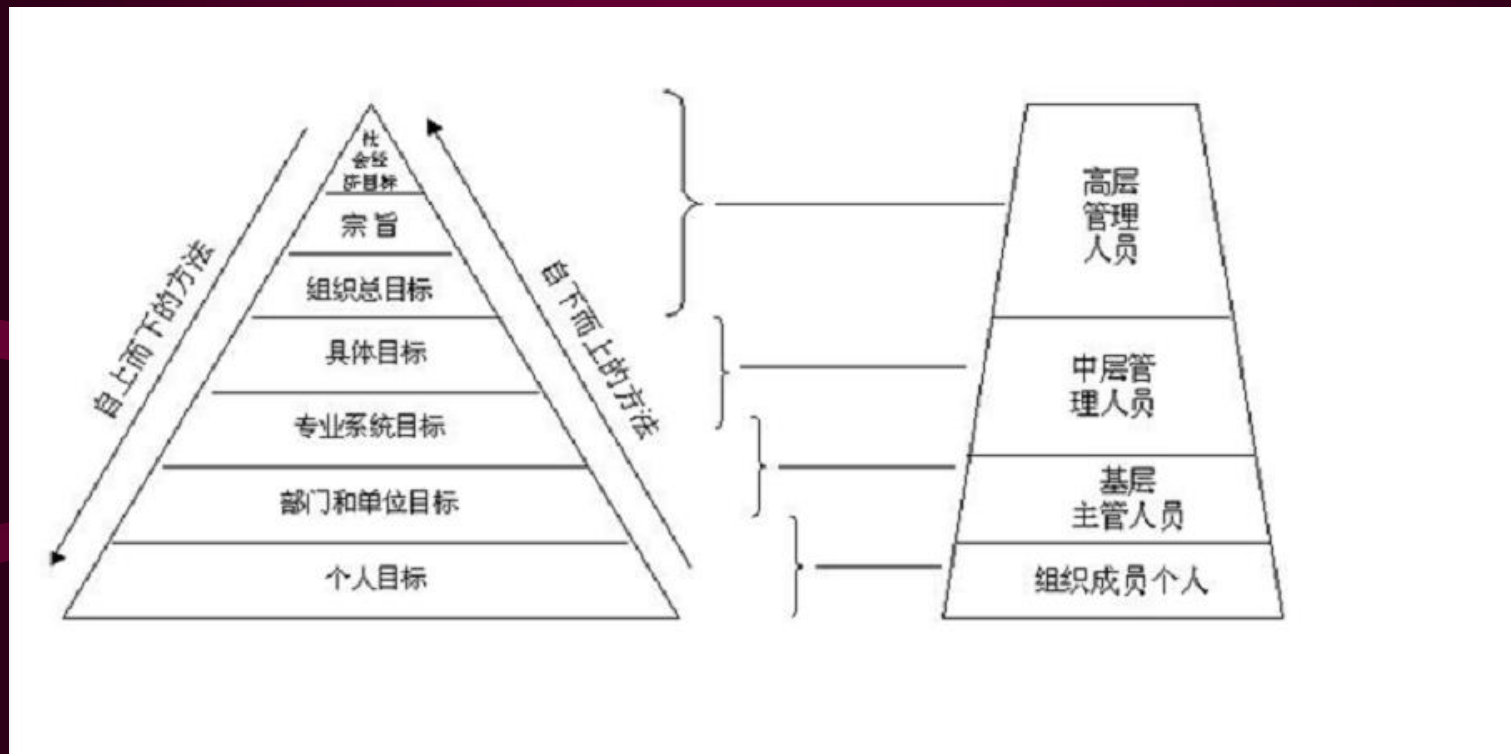 社
会经
济目标
宗旨
组织总目标
具体目标
专业系统目标
部门和单位目标
个人目标
自上而下的方法
自下而上的方法
高层
管理
人员
中层管
理人员
基层
主管人员
组织成员个人